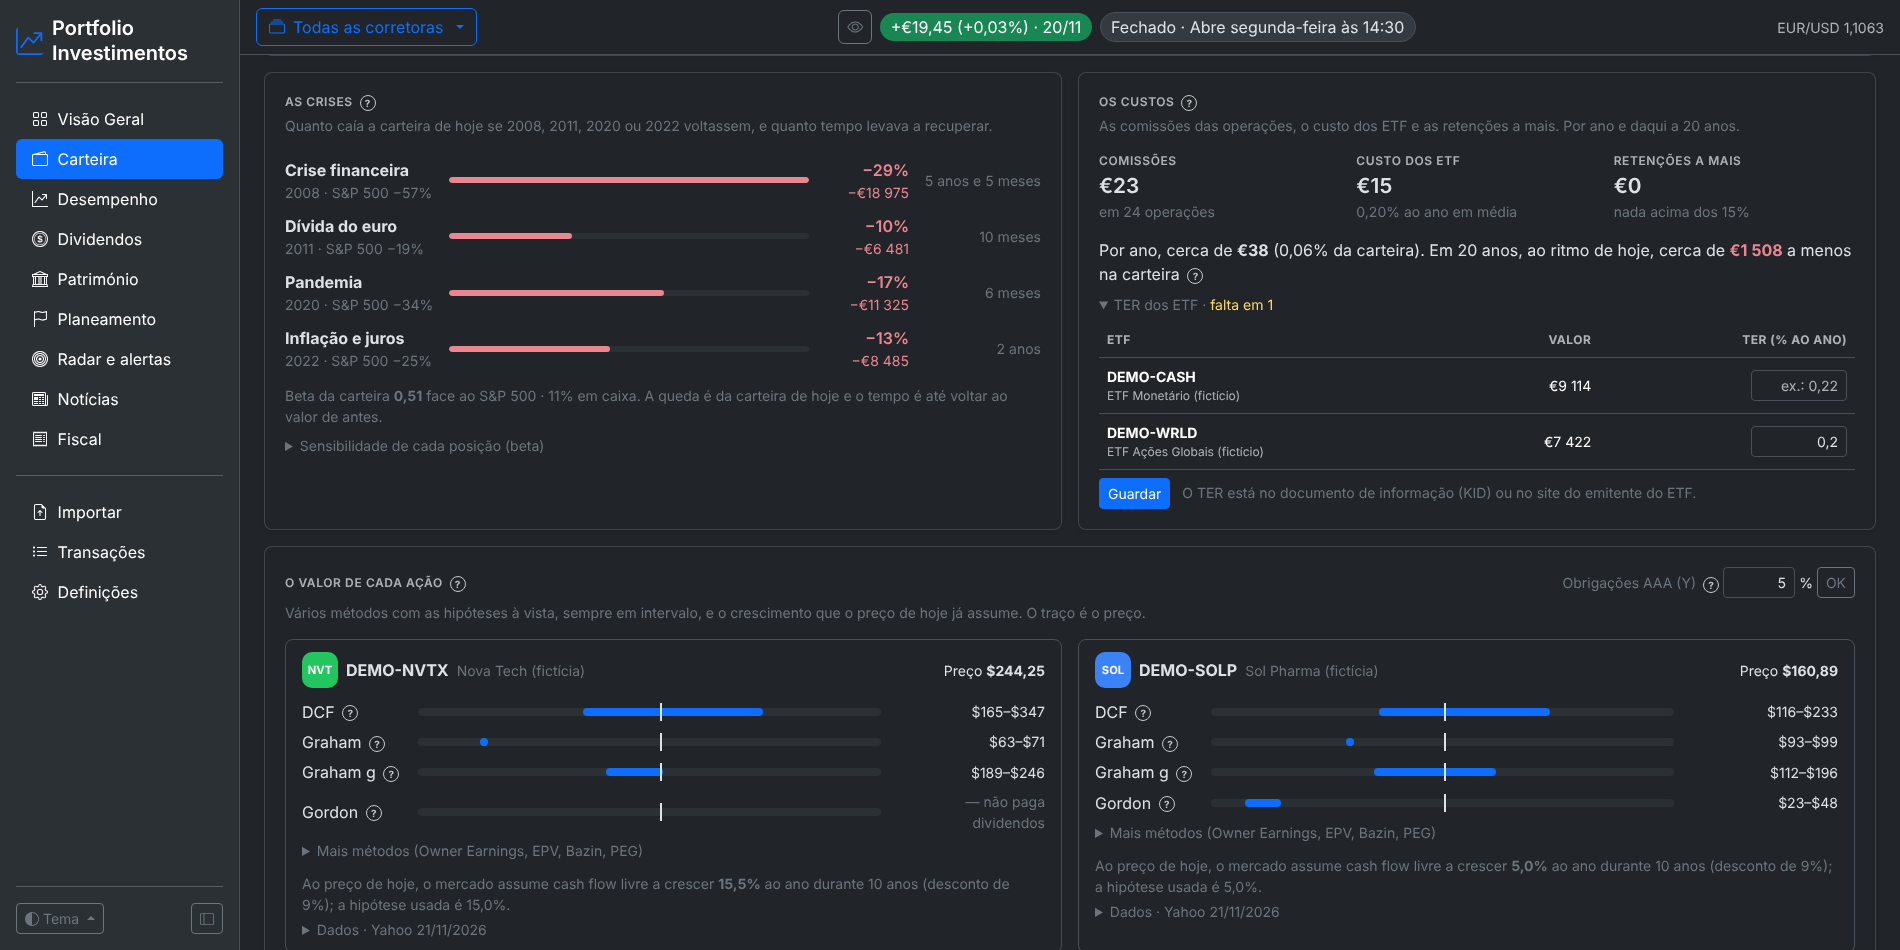 Portfolio
Investimentos
Visão Geral
Carteira
Desempenho
Dividendos
Património
Planeamento
Radar e alertas
Notícias
Fiscal
Importar
Transações
Definições
Tema
Todas as corretoras
+€19,45 (+0,03%) · 20/11
Fechado · Abre segunda-feira às 14:30
EUR/USD 1,1063
AS CRISES ?
Quanto caía a carteira de hoje se 2008, 2011, 2020 ou 2022 voltassem, e quanto tempo levava a recuperar.
Crise financeira
2008 · S&P 500 −57%
−29%
−€18 975
5 anos e 5 meses
Dívida do euro
2011 · S&P 500 −19%
−10%
−€6 481
10 meses
Pandemia
2020 · S&P 500 −34%
−17%
−€11 325
6 meses
Inflação e juros
2022 · S&P 500 −25%
−13%
−€8 485
2 anos
Beta da carteira 0,51 face ao S&P 500 · 11% em caixa. A queda é da carteira de hoje e o tempo é até voltar ao
valor de antes.
Sensibilidade de cada posição (beta)
OS CUSTOS ?
As comissões das operações, o custo dos ETF e as retenções a mais. Por ano e daqui a 20 anos.
COMISSÕES
€23
em 24 operações
CUSTO DOS ETF
€15
0,20% ao ano em média
RETENÇÕES A MAIS
€0
nada acima dos 15%
Por ano, cerca de €38 (0,06% da carteira). Em 20 anos, ao ritmo de hoje, cerca de €1 508 a menos
na carteira ?
TER dos ETF · falta em 1
ETF VALOR TER (% AO ANO)
DEMO-CASH
ETF Monetário (fictício)
€9 114
ex.: 0,22
DEMO-WRLD
ETF Ações Globais (fictício)
€7 422
0,2
Guardar
O TER está no documento de informação (KID) ou no site do emitente do ETF.
O VALOR DE CADA AÇÃO ?
Obrigações AAA (Y) ? 5 % OK
Vários métodos com as hipóteses à vista, sempre em intervalo, e o crescimento que o preço de hoje já assume. O traço é o preço.
NVT DEMO-NVTX Nova Tech (fictícia) Preço $244,25
DCF ? $165–$347
Graham ? $63–$71
Graham g ? $189–$246
Gordon ? — não paga
dividendos
Mais métodos (Owner Earnings, EPV, Bazin, PEG)
Ao preço de hoje, o mercado assume cash flow livre a crescer 15,5% ao ano durante 10 anos (desconto de
9%); a hipótese usada é 15,0%.
Dados · Yahoo 21/11/2026
SOL DEMO-SOLP Sol Pharma (fictícia) Preço $160,89
DCF ? $116–$233
Graham ? $93–$99
Graham g ? $112–$196
Gordon ? $23–$48
Mais métodos (Owner Earnings, EPV, Bazin, PEG)
Ao preço de hoje, o mercado assume cash flow livre a crescer 5,0% ao ano durante 10 anos (desconto de 9%);
a hipótese usada é 5,0%.
Dados · Yahoo 21/11/2026